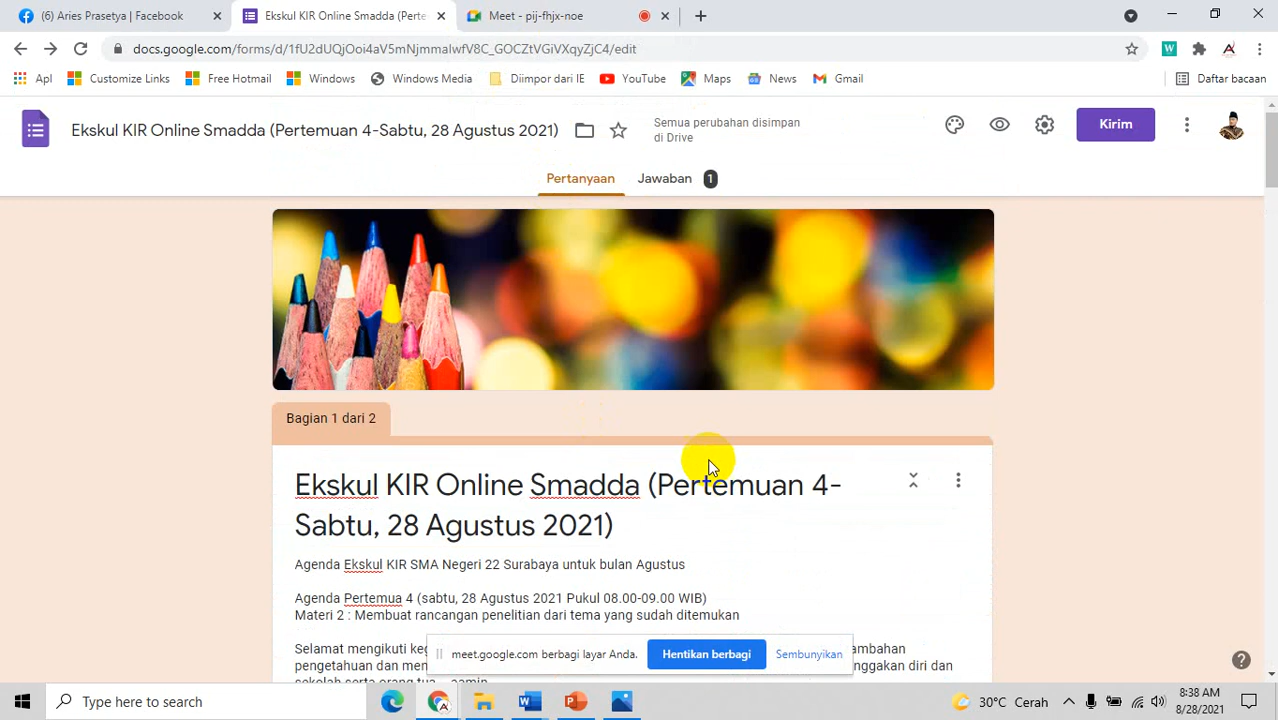 (6) Aries Prasetya | Facebook
Ekskul KIR Online Smadda (Perte
Meet - pij-fhjx-noe
docs.google.com/forms/d/1fU2dUQjOoi4aV5mNjmmaIwfV8C_GOCZtVGiVXqyZjC4/edit
Apl
Customize Links
Free Hotmail
Windows
Windows Media
Diimpor dari IE
YouTube
Maps
News
Gmail
Daftar bacaan
Ekskul KIR Online Smadda (Pertemuan 4-Sabtu, 28 Agustus 2021)
Semua perubahan disimpan
di Drive
Kirim
Pertanyaan
Jawaban 1
Bagian 1 dari 2
Ekskul KIR Online Smadda (Pertemuan 4-
Sabtu, 28 Agustus 2021)
Agenda Ekskul KIR SMA Negeri 22 Surabaya untuk bulan Agustus
Agenda Pertemua 4 (sabtu, 28 Agustus 2021 Pukul 08.00-09.00 WIB)
Materi 2 : Membuat rancangan penelitian dari tema yang sudah ditemukan
Selamat mengikuti keg
ambahan
pengetahuan dan men
nggakan diri dan
meet.google.com berbagi layar Anda.
Hentikan berbagi
Sembunyikan
Type here to search
30°C Cerah
8:38 AM
8/28/2021